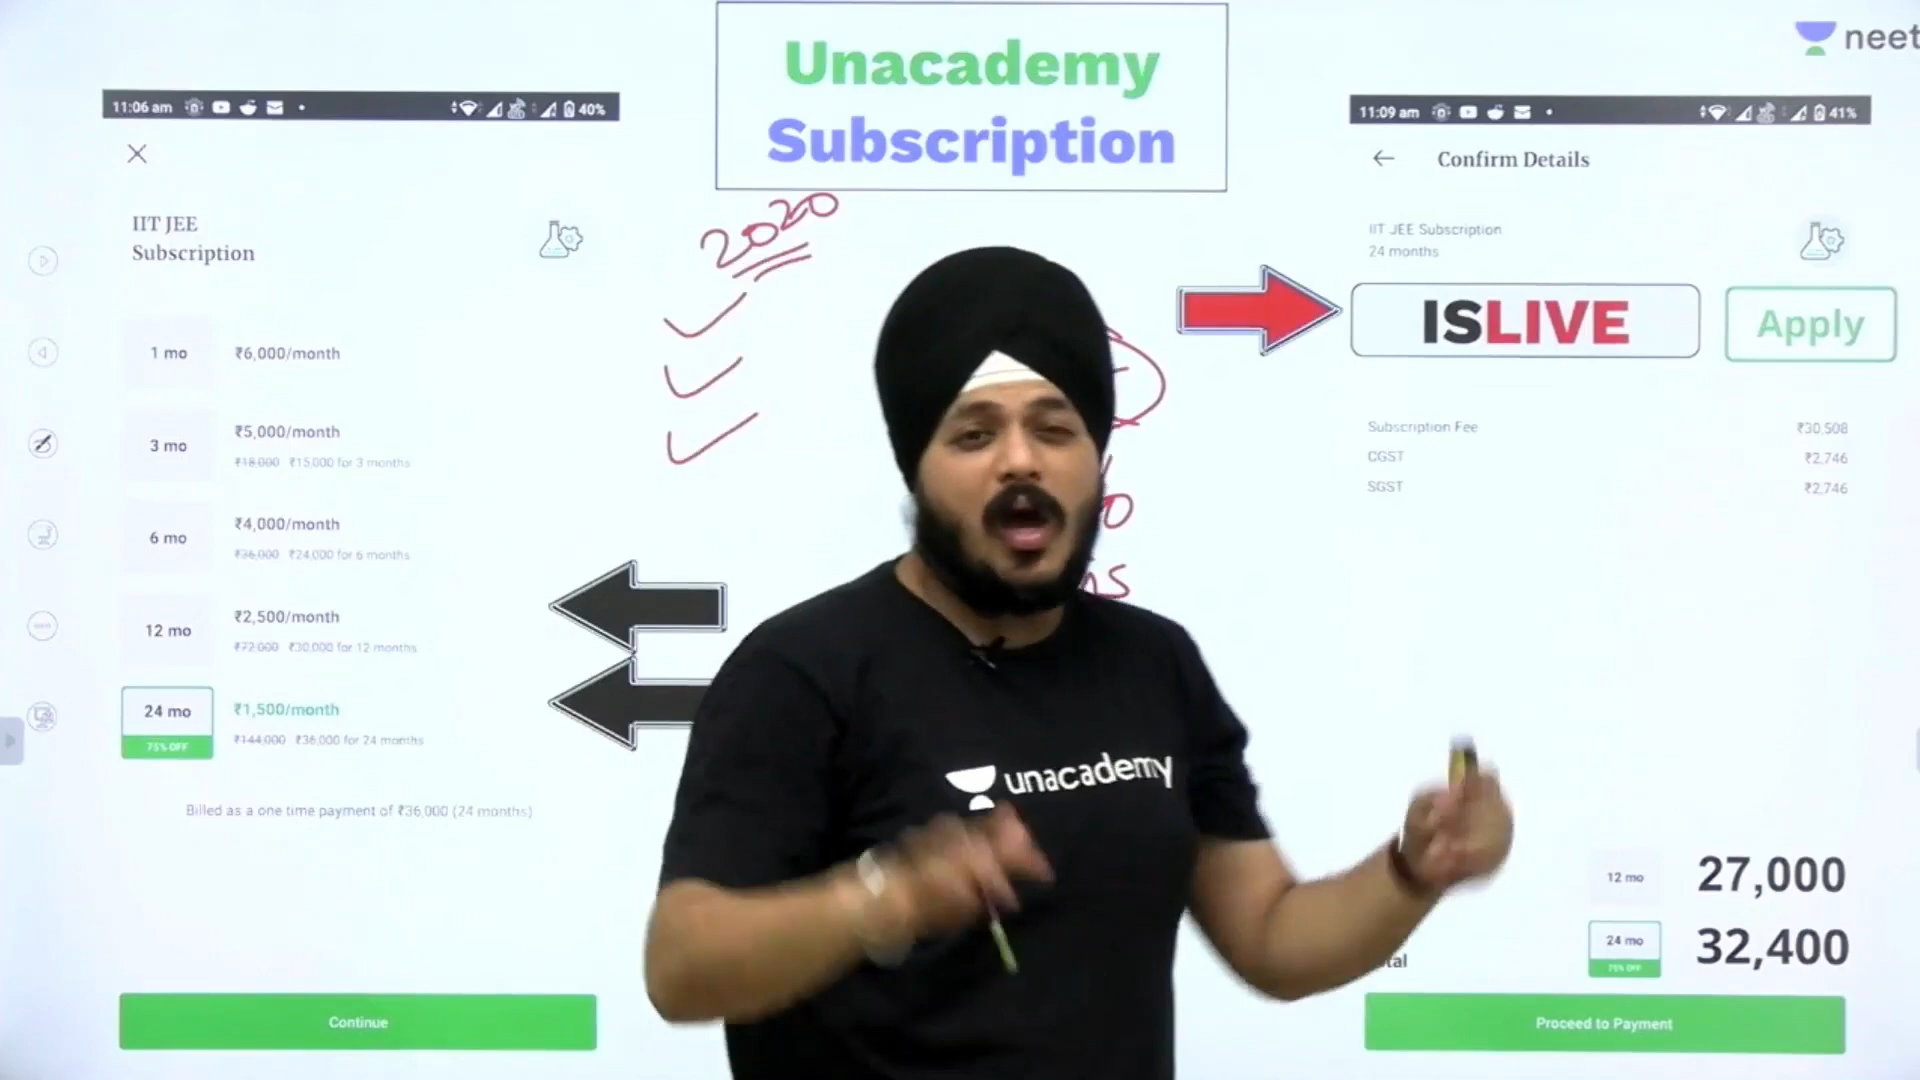 Unacademy
Subscription
neet
11:06 am
40%
IIT JEE
Subscription
1 mo
₹6,000/month
3 mo
₹5,000/month
₹18,000 ₹15,000 for 3 months
6 mo
₹4,000/month
₹36,000 ₹24,000 for 6 months
12 mo
₹2,500/month
₹72,000 ₹30,000 for 12 months
24 mo
75% OFF
₹1,500/month
₹144,000 ₹36,000 for 24 months
Billed as a one time payment of ₹36,000 (24 months)
Continue
2020
unacademy
11:09 am
41%
Confirm Details
IIT JEE Subscription
24 months
ISLIVE
Apply
Subscription Fee ₹30,508
CGST ₹2,746
SGST ₹2,746
12 mo 27,000
24 mo 32,400
75% OFF
Proceed to Payment